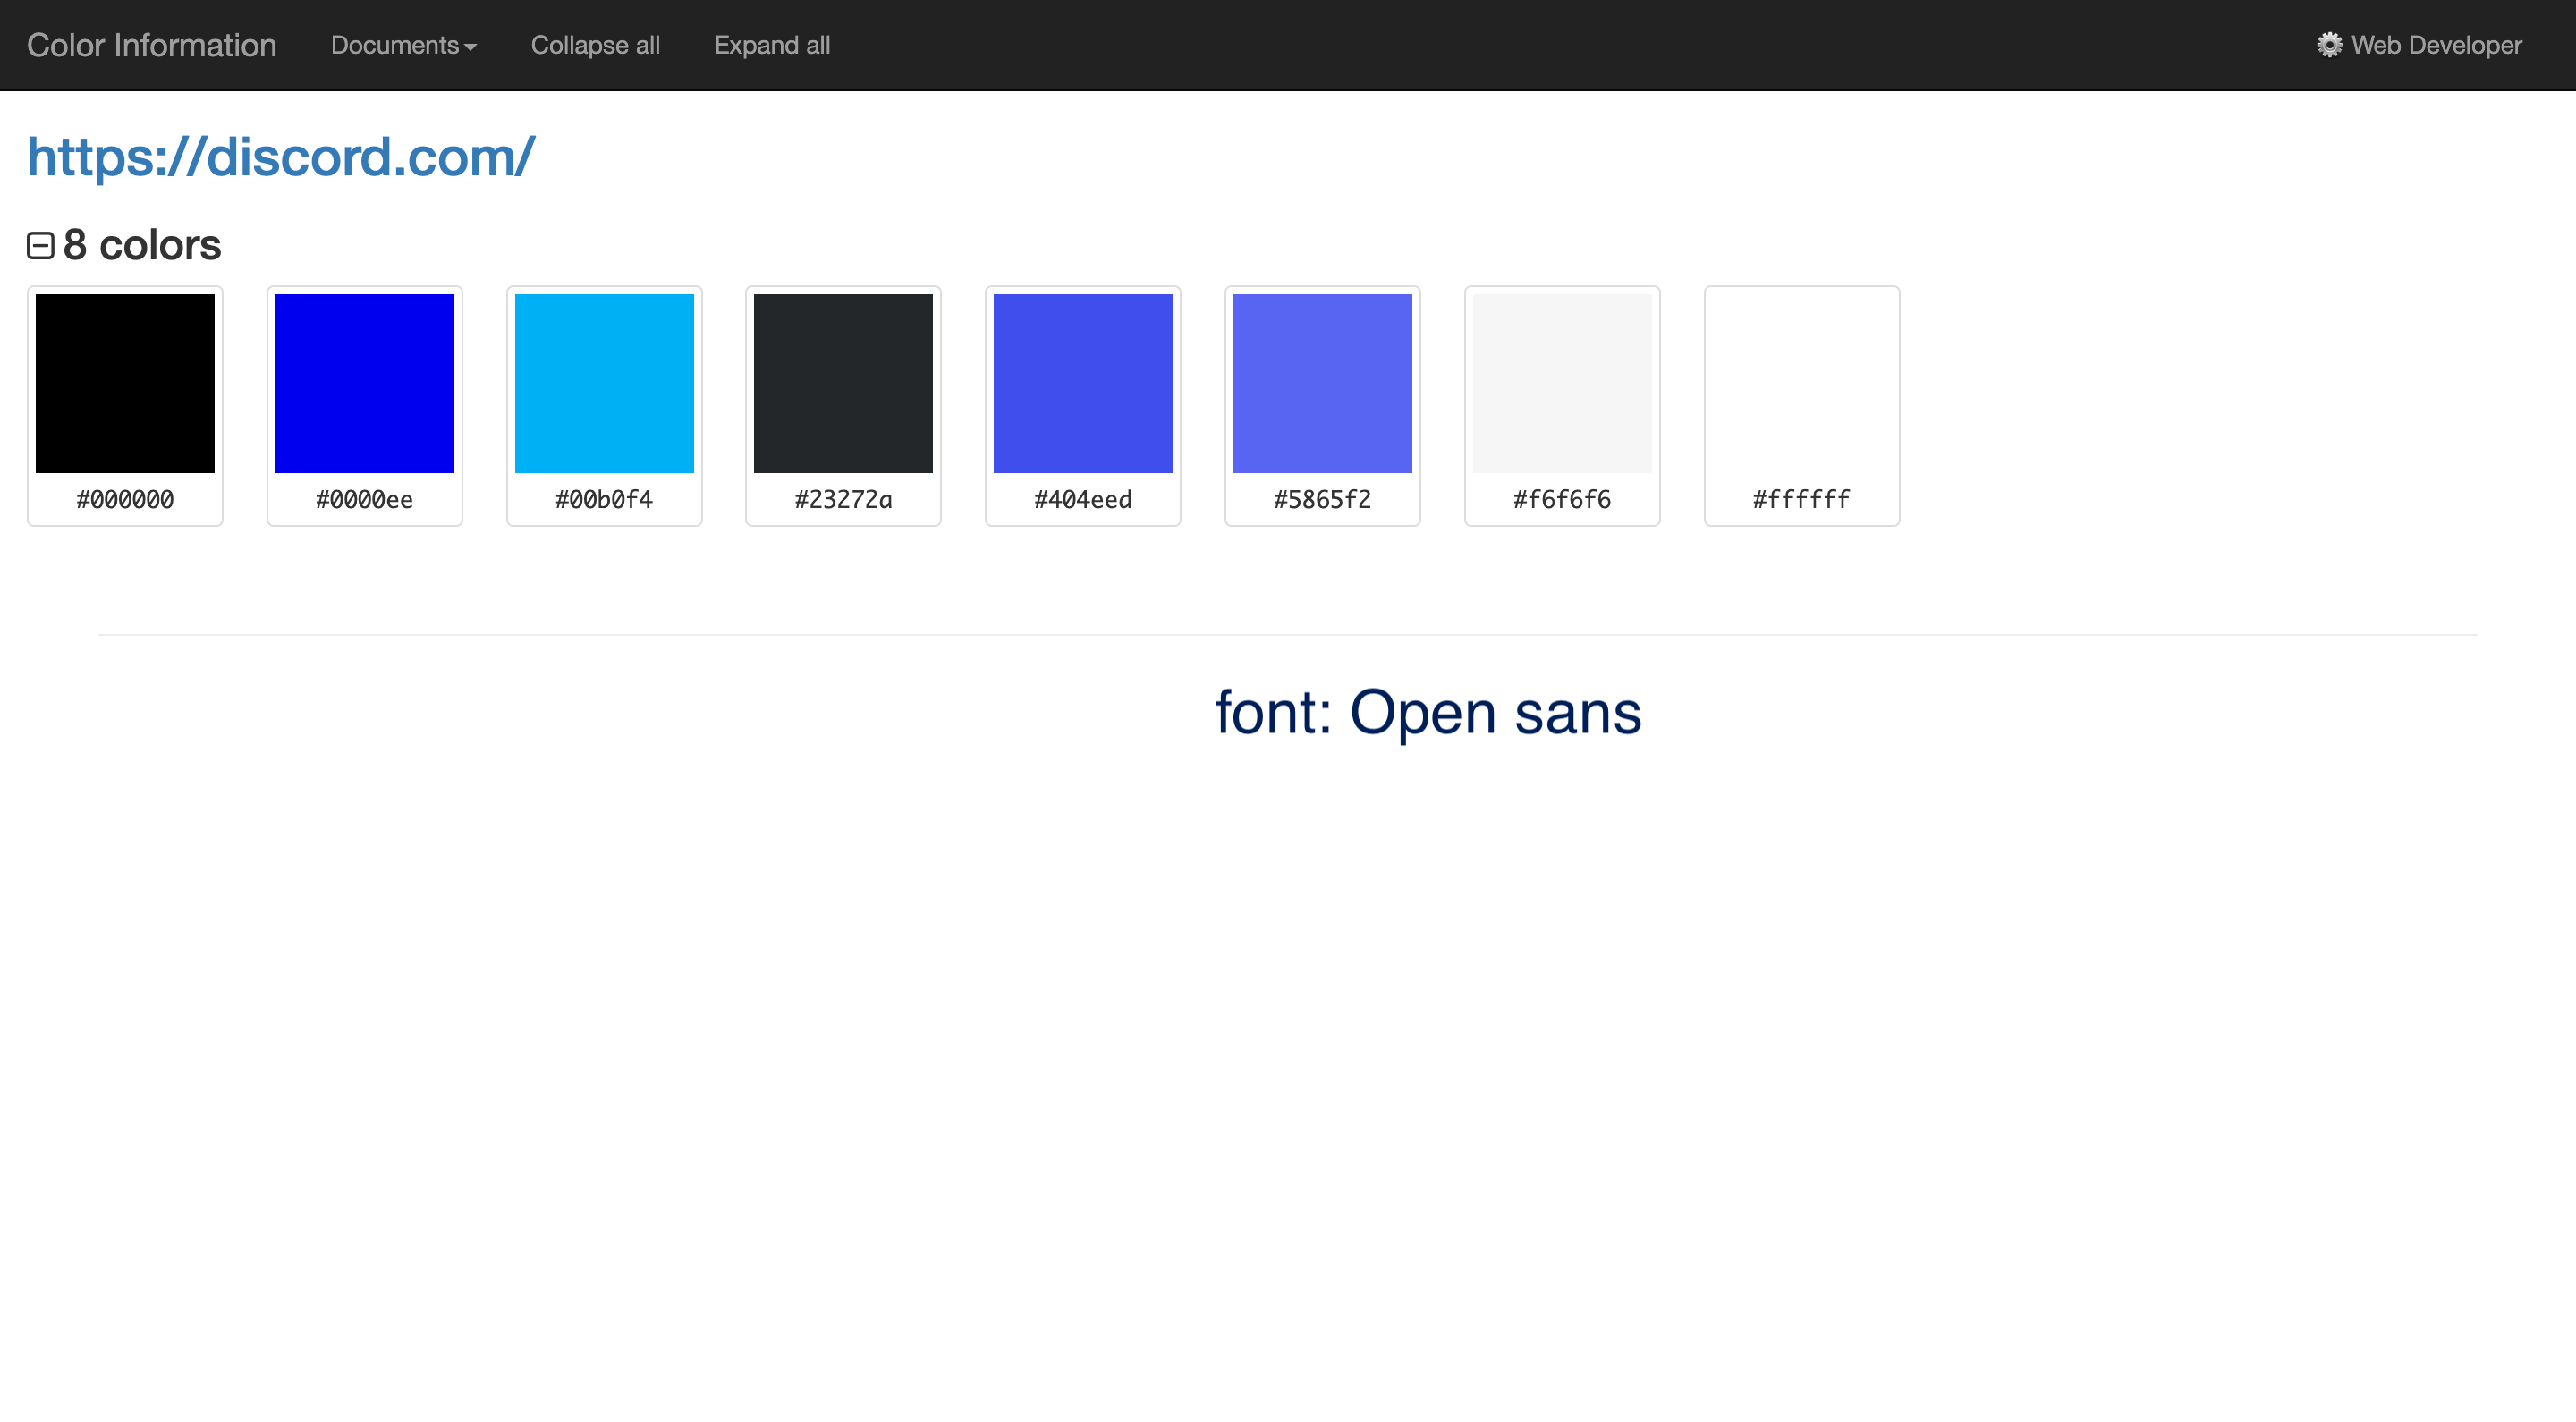 Color Information Documents Collapse all Expand all Web Developer
https://discord.com/
8 colors
#000000 #0000ee #00b0f4 #23272a #404eed #5865f2 #f6f6f6 #ffffff
font: Open sans